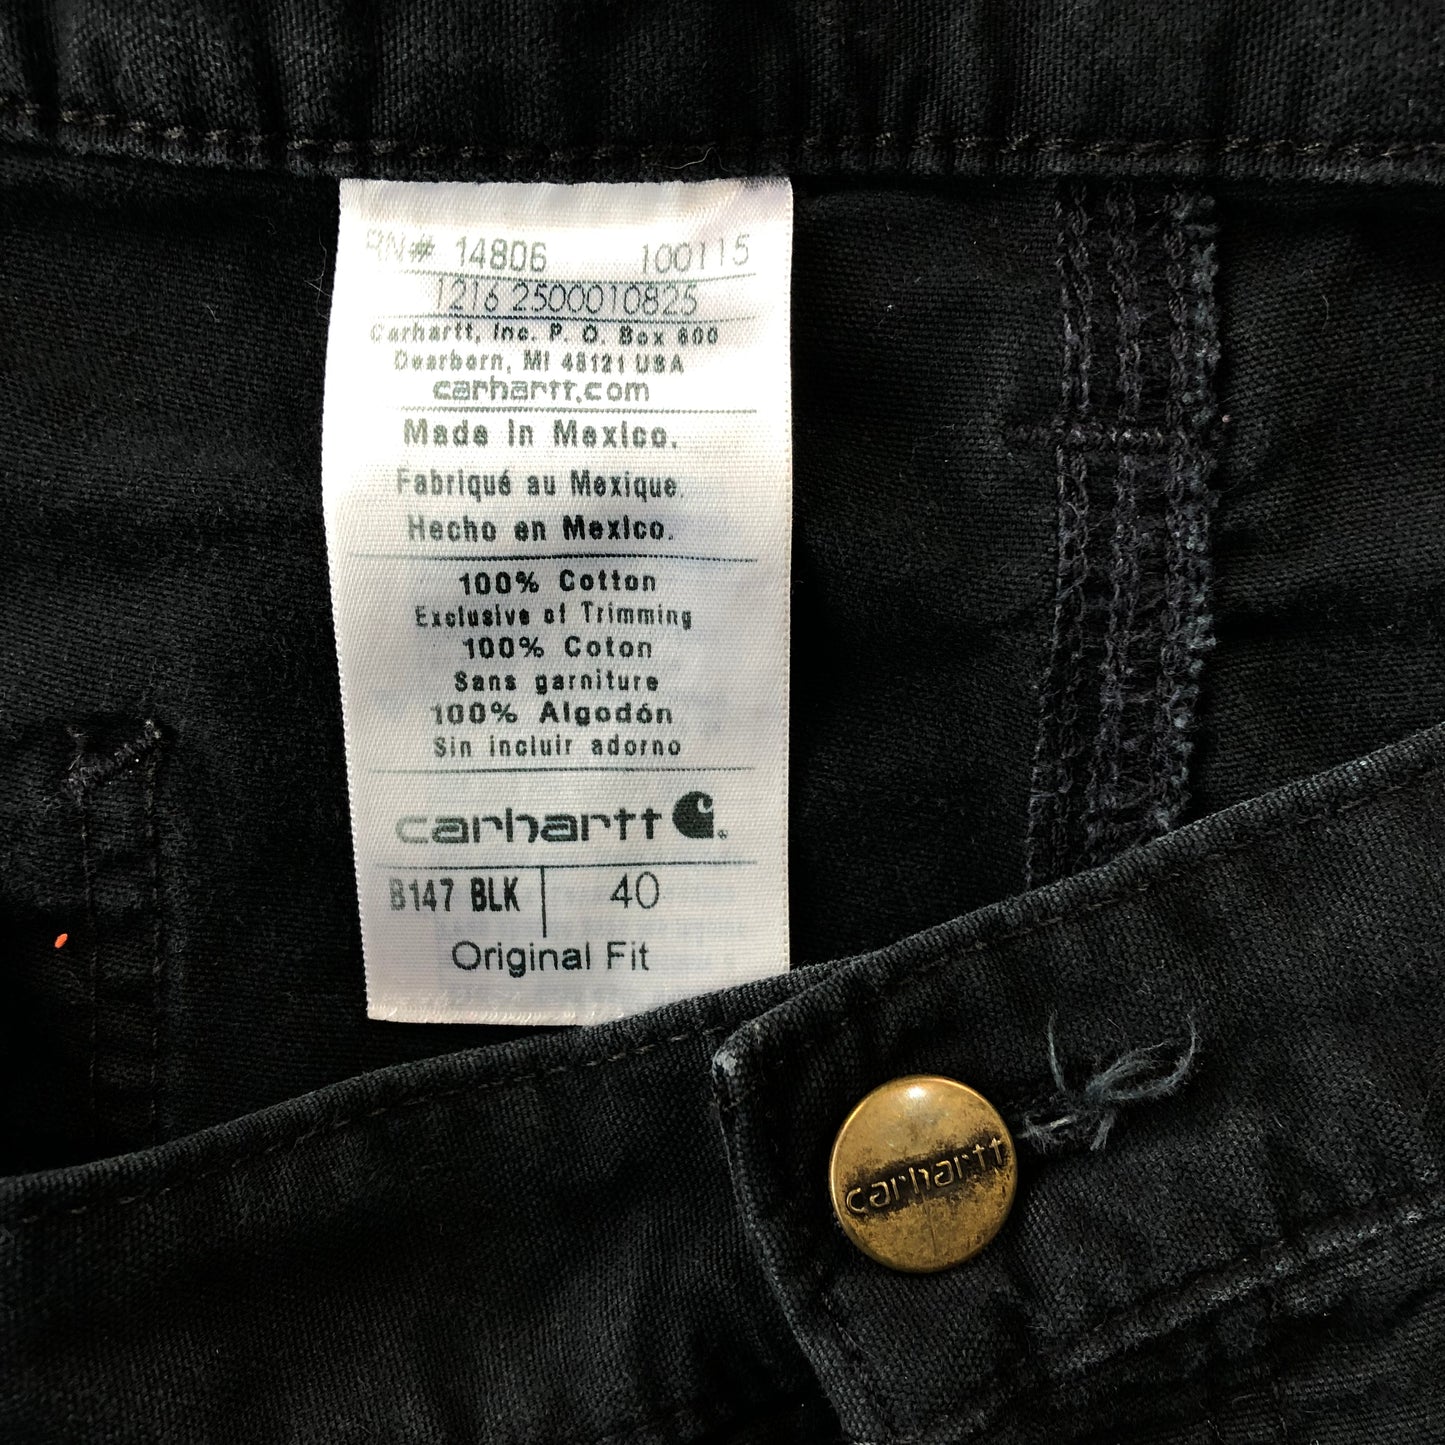 RN# 14806 100115
1216 2500010825
Carhartt, Inc. P. O. Box 600
Dearborn, MI 48121 USA
carhartt.com
Made in Mexico.
Fabriqué au Mexique.
Hecho en Mexico.
100% Cotton
Exclusive of Trimming
100% Coton
Sans garniture
100% Algodón
Sin incluir adorno
carhartt
B147 BLK 40
Original Fit
carhartt